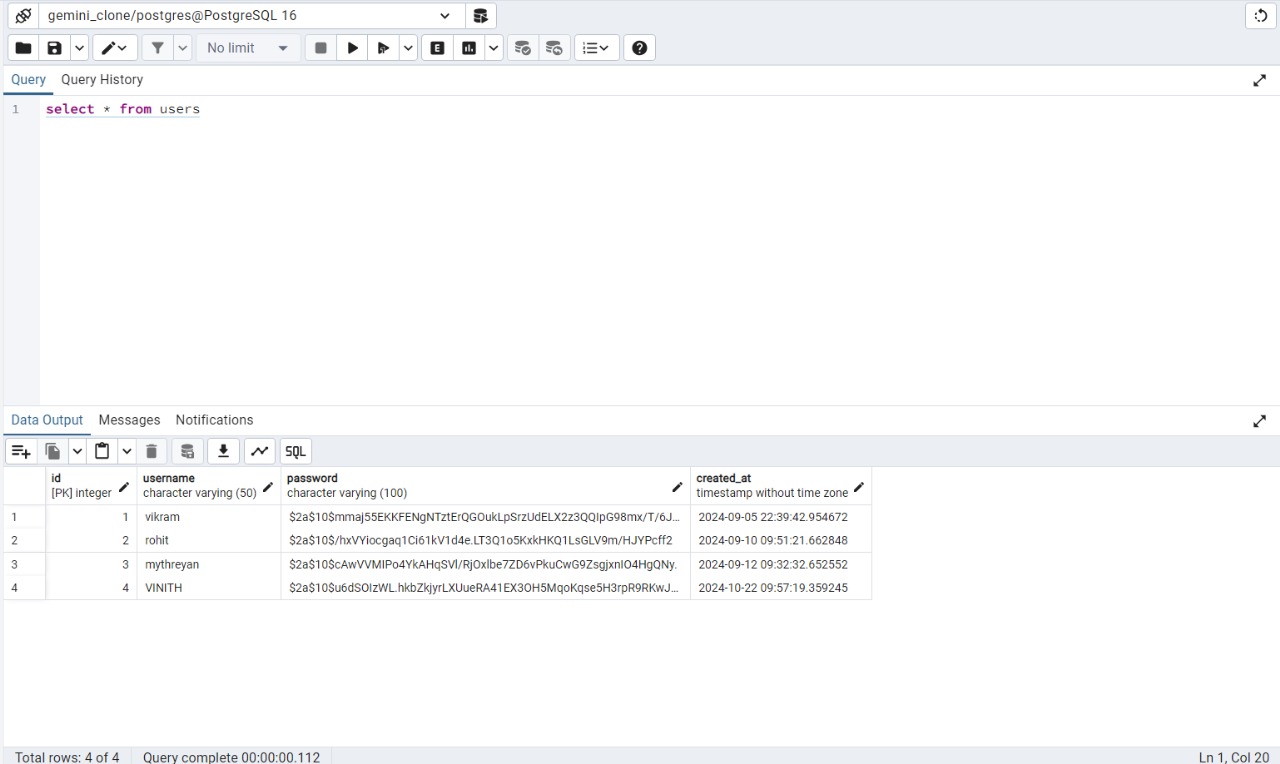 gemini_clone/postgres@PostgreSQL 16
No limit
Query Query History
1 select * from users
Data Output Messages Notifications
SQL
id username password created_at
[PK] integer character varying (50) character varying (100) timestamp without time zone
1 1 vikram $2a$10$mmaj55EKKFENgNTztErQGOukLpSrzUdELX2z3QQIpG98mx/T/6J... 2024-09-05 22:39:42.954672
2 2 rohit $2a$10$/hxVYiocgaq1Ci61kV1d4e.LT3Q1o5KxkHKQ1LsGLV9m/HJYPcff2 2024-09-10 09:51:21.662848
3 3 mythreyan $2a$10$cAwVVMIPo4YkAHqSVl/RjOxlbe7ZD6vPkuCwG9ZsgjxnIO4HgQNy. 2024-09-12 09:32:32.652552
4 4 VINITH $2a$10$u6dSOIzWL.hkbZkjyrLXUueRA41EX3OH5MqoKqse5H3rpR9RKwJ... 2024-10-22 09:57:19.359245
Total rows: 4 of 4 Query complete 00:00:00.112 Ln 1, Col 20